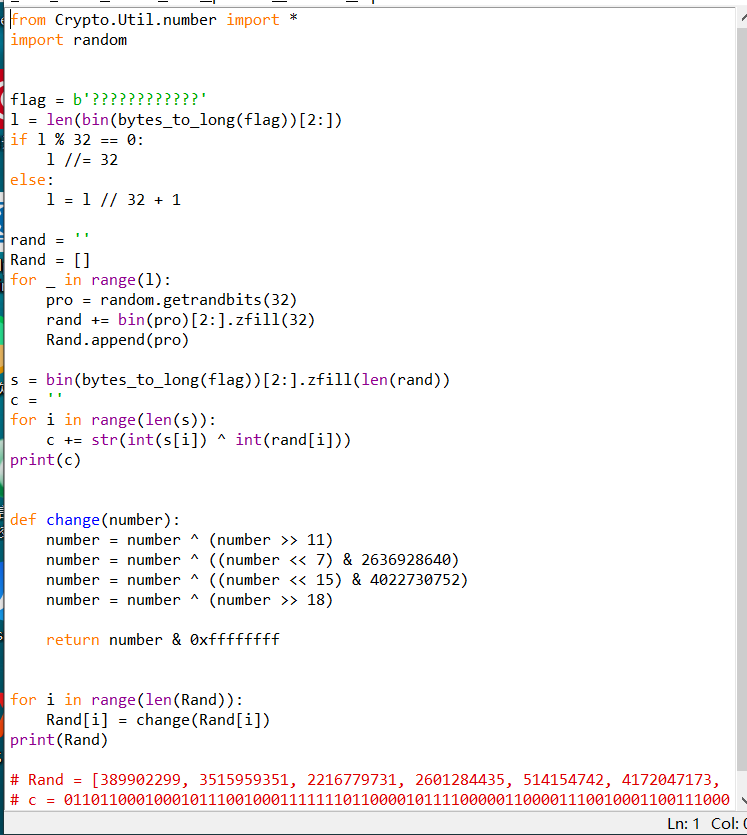 from Crypto.Util.number import *
import random
flag = b'????????????'
l = len(bin(bytes_to_long(flag))[2:])
if l % 32 == 0:
    l //= 32
else:
    l = l // 32 + 1
rand = ''
Rand = []
for _ in range(l):
    pro = random.getrandbits(32)
    rand += bin(pro)[2:].zfill(32)
    Rand.append(pro)
s = bin(bytes_to_long(flag))[2:].zfill(len(rand))
c = ''
for i in range(len(s)):
    c += str(int(s[i]) ^ int(rand[i]))
print(c)
def change(number):
    number = number ^ (number >> 11)
    number = number ^ ((number << 7) & 2636928640)
    number = number ^ ((number << 15) & 4022730752)
    number = number ^ (number >> 18)
    return number & 0xffffffff
for i in range(len(Rand)):
    Rand[i] = change(Rand[i])
print(Rand)
# Rand = [389902299, 3515959351, 2216779731, 2601284435, 514154742, 4172047173,
# c = 0110110001000101110010001111111101100001011110000011000011100100011001110​00
Ln: 1 Col: